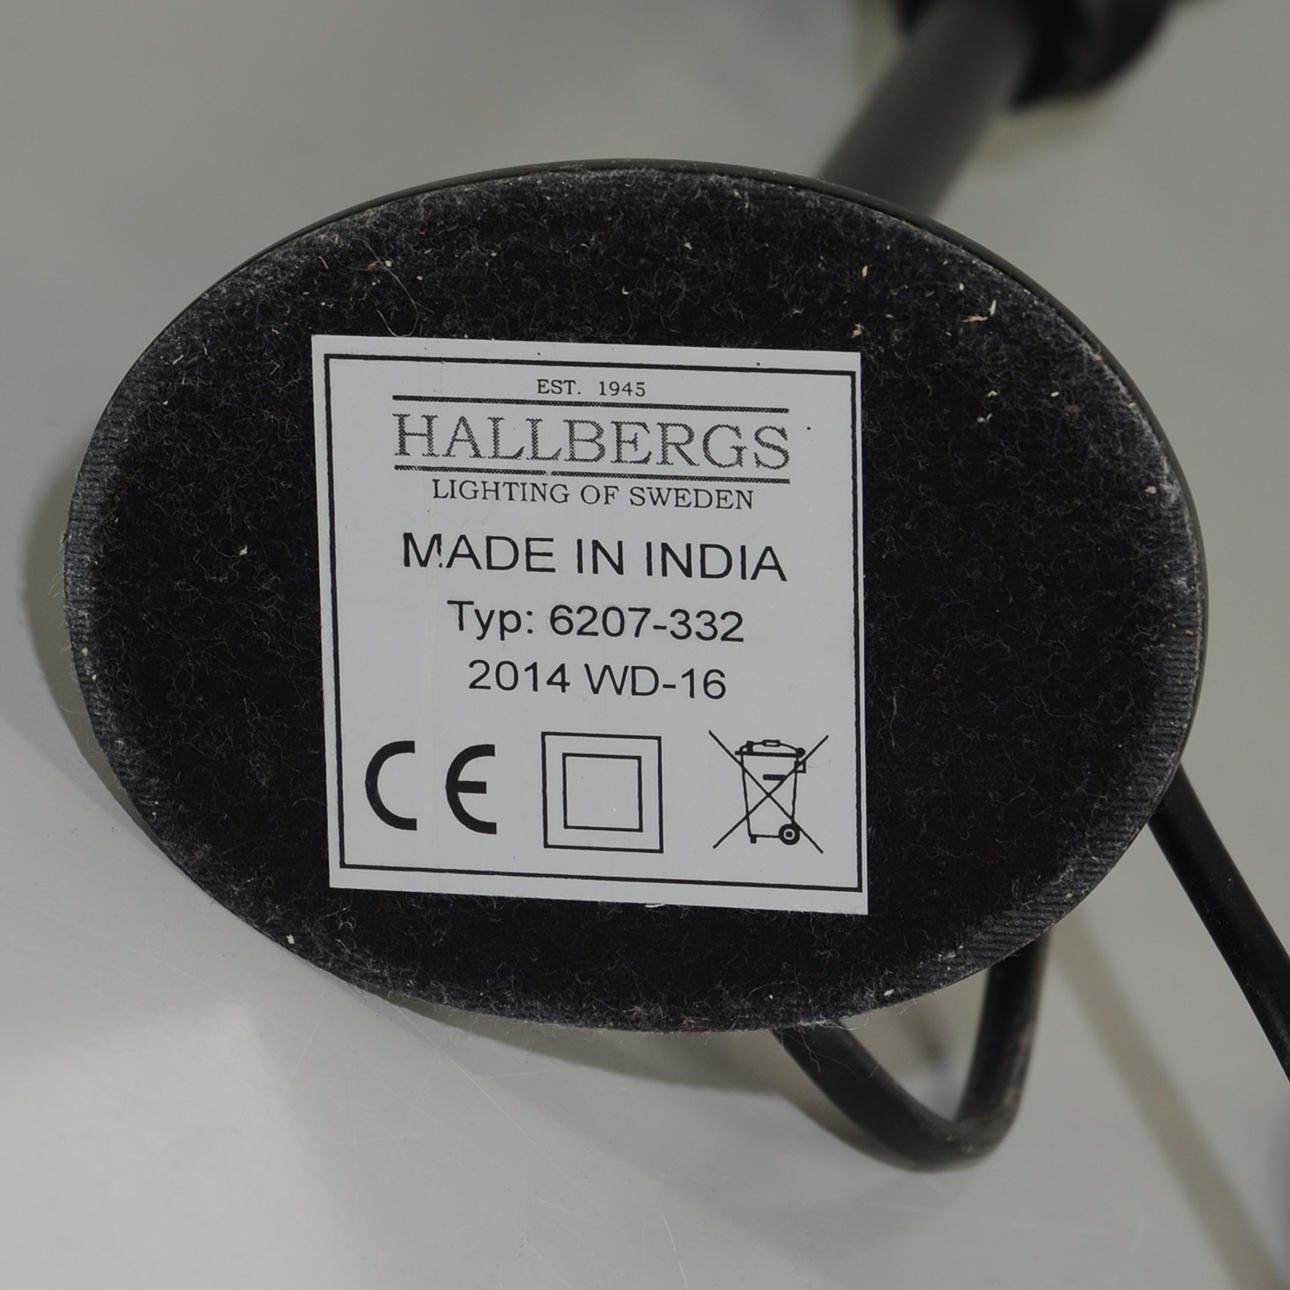 EST. 1945
HALLBERGS
LIGHTING OF SWEDEN
MADE IN INDIA
Typ: 6207-332
2014 WD-16
CE